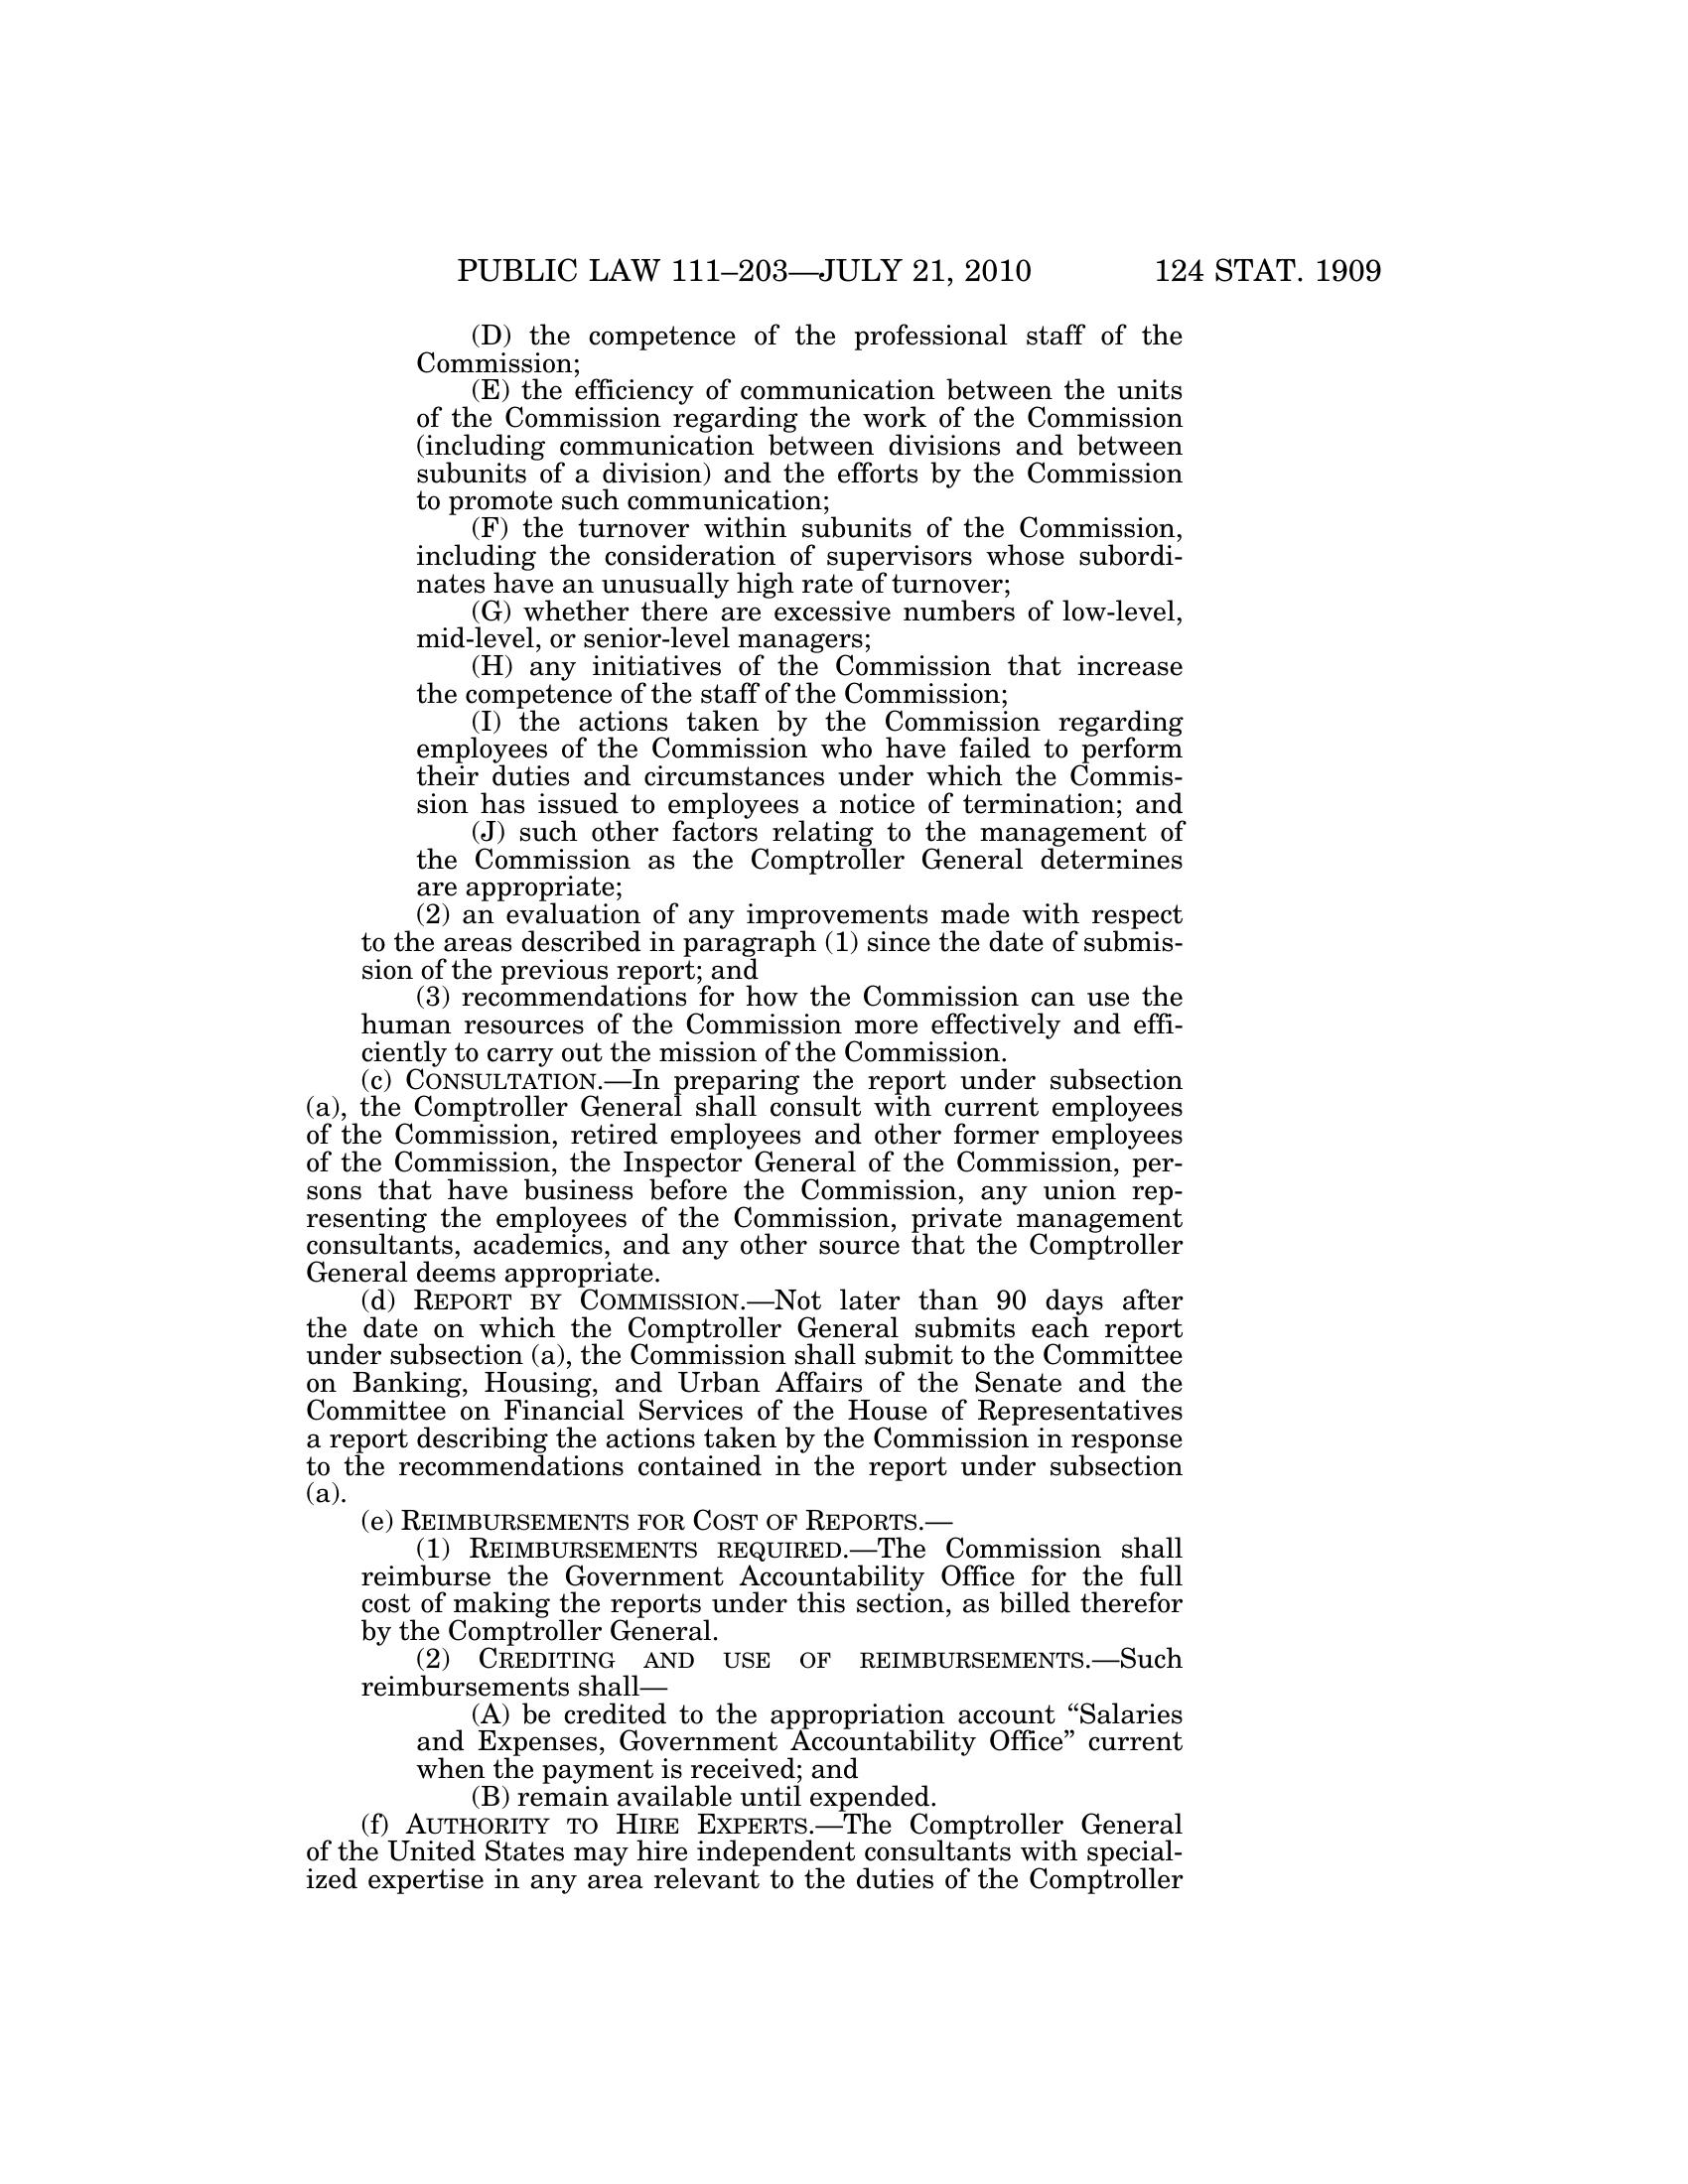 PUBLIC LAW 111–203—JULY 21, 2010 124 STAT. 1909
(D) the competence of the professional staff of the
Commission;
(E) the efficiency of communication between the units
of the Commission regarding the work of the Commission
(including communication between divisions and between
subunits of a division) and the efforts by the Commission
to promote such communication;
(F) the turnover within subunits of the Commission,
including the consideration of supervisors whose subordi-
nates have an unusually high rate of turnover;
(G) whether there are excessive numbers of low-level,
mid-level, or senior-level managers;
(H) any initiatives of the Commission that increase
the competence of the staff of the Commission;
(I) the actions taken by the Commission regarding
employees of the Commission who have failed to perform
their duties and circumstances under which the Commis-
sion has issued to employees a notice of termination; and
(J) such other factors relating to the management of
the Commission as the Comptroller General determines
are appropriate;
(2) an evaluation of any improvements made with respect
to the areas described in paragraph (1) since the date of submis-
sion of the previous report; and
(3) recommendations for how the Commission can use the
human resources of the Commission more effectively and effi-
ciently to carry out the mission of the Commission.
(c) CONSULTATION.—In preparing the report under subsection
(a), the Comptroller General shall consult with current employees
of the Commission, retired employees and other former employees
of the Commission, the Inspector General of the Commission, per-
sons that have business before the Commission, any union rep-
resenting the employees of the Commission, private management
consultants, academics, and any other source that the Comptroller
General deems appropriate.
(d) REPORT BY COMMISSION.—Not later than 90 days after
the date on which the Comptroller General submits each report
under subsection (a), the Commission shall submit to the Committee
on Banking, Housing, and Urban Affairs of the Senate and the
Committee on Financial Services of the House of Representatives
a report describing the actions taken by the Commission in response
to the recommendations contained in the report under subsection
(a).
(e) REIMBURSEMENTS FOR COST OF REPORTS.—
(1) REIMBURSEMENTS REQUIRED.—The Commission shall
reimburse the Government Accountability Office for the full
cost of making the reports under this section, as billed therefor
by the Comptroller General.
(2) CREDITING AND USE OF REIMBURSEMENTS.—Such
reimbursements shall—
(A) be credited to the appropriation account “Salaries
and Expenses, Government Accountability Office” current
when the payment is received; and
(B) remain available until expended.
(f) AUTHORITY TO HIRE EXPERTS.—The Comptroller General
of the United States may hire independent consultants with special-
ized expertise in any area relevant to the duties of the Comptroller